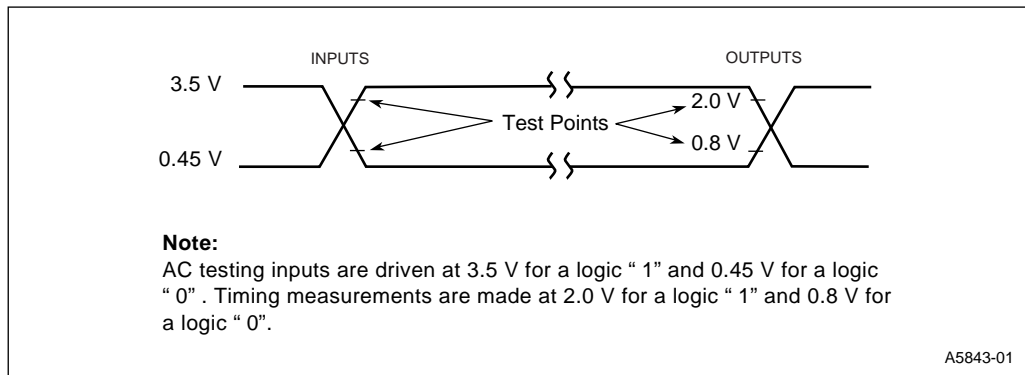 INPUTS
OUTPUTS
3.5 V
2.0 V
Test Points
0.8 V
0.45 V
Note:
AC testing inputs are driven at 3.5 V for a logic “ 1” and 0.45 V for a logic
“ 0” . Timing measurements are made at 2.0 V for a logic “ 1” and 0.8 V for
a logic “ 0”.
A5843-01